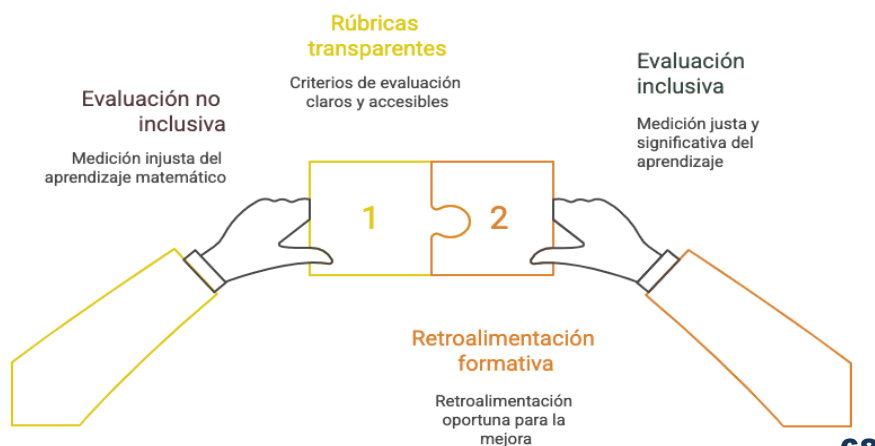 Rúbricas
transparentes
Criterios de evaluación
claros y accesibles
Evaluación no
inclusiva
Medición injusta del
aprendizaje matemático
Evaluación
inclusiva
Medición justa y
significativa del
aprendizaje
1
2
Retroalimentación
formativa
Retroalimentación
oportuna para la
mejora